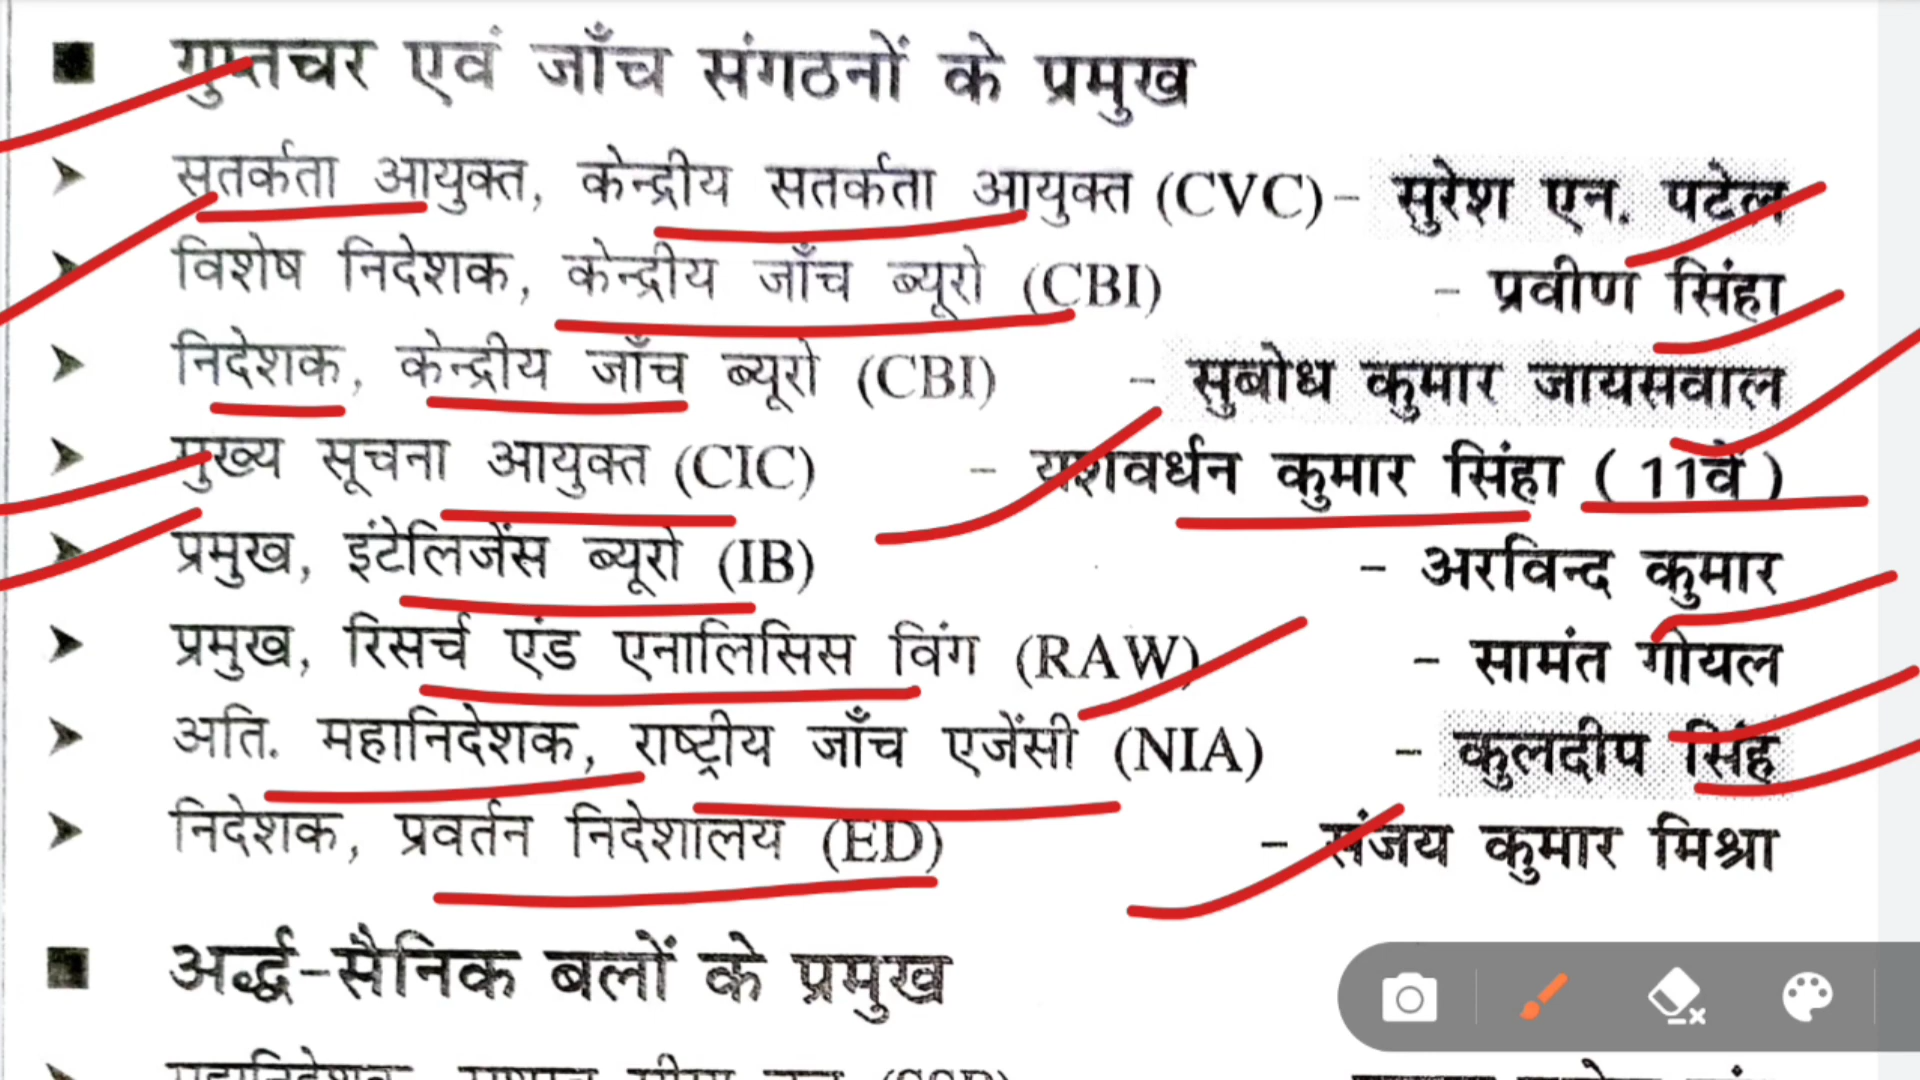 गुप्तचर एवं जाँच संगठनों के प्रमुख
सतर्कता आयुक्त, केन्द्रीय सतर्कता आयुक्त (CVC) - सुरेश एन. पटेल
विशेष निदेशक, केन्द्रीय जाँच ब्यूरो (CBI) - प्रवीण सिंहा
निदेशक, केन्द्रीय जाँच ब्यूरो (CBI) - सुबोध कुमार जायसवाल
मुख्य सूचना आयुक्त (CIC) - यशवर्धन कुमार सिंहा (11वें)
प्रमुख, इंटेलिजेंस ब्यूरो (IB) - अरविन्द कुमार
प्रमुख, रिसर्च एंड एनालिसिस विंग (RAW) - सामंत गोयल
अति. महानिदेशक, राष्ट्रीय जाँच एजेंसी (NIA) - कुलदीप सिंह
निदेशक, प्रवर्तन निदेशालय (ED) - संजय कुमार मिश्रा
अर्द्ध-सैनिक बलों के प्रमुख